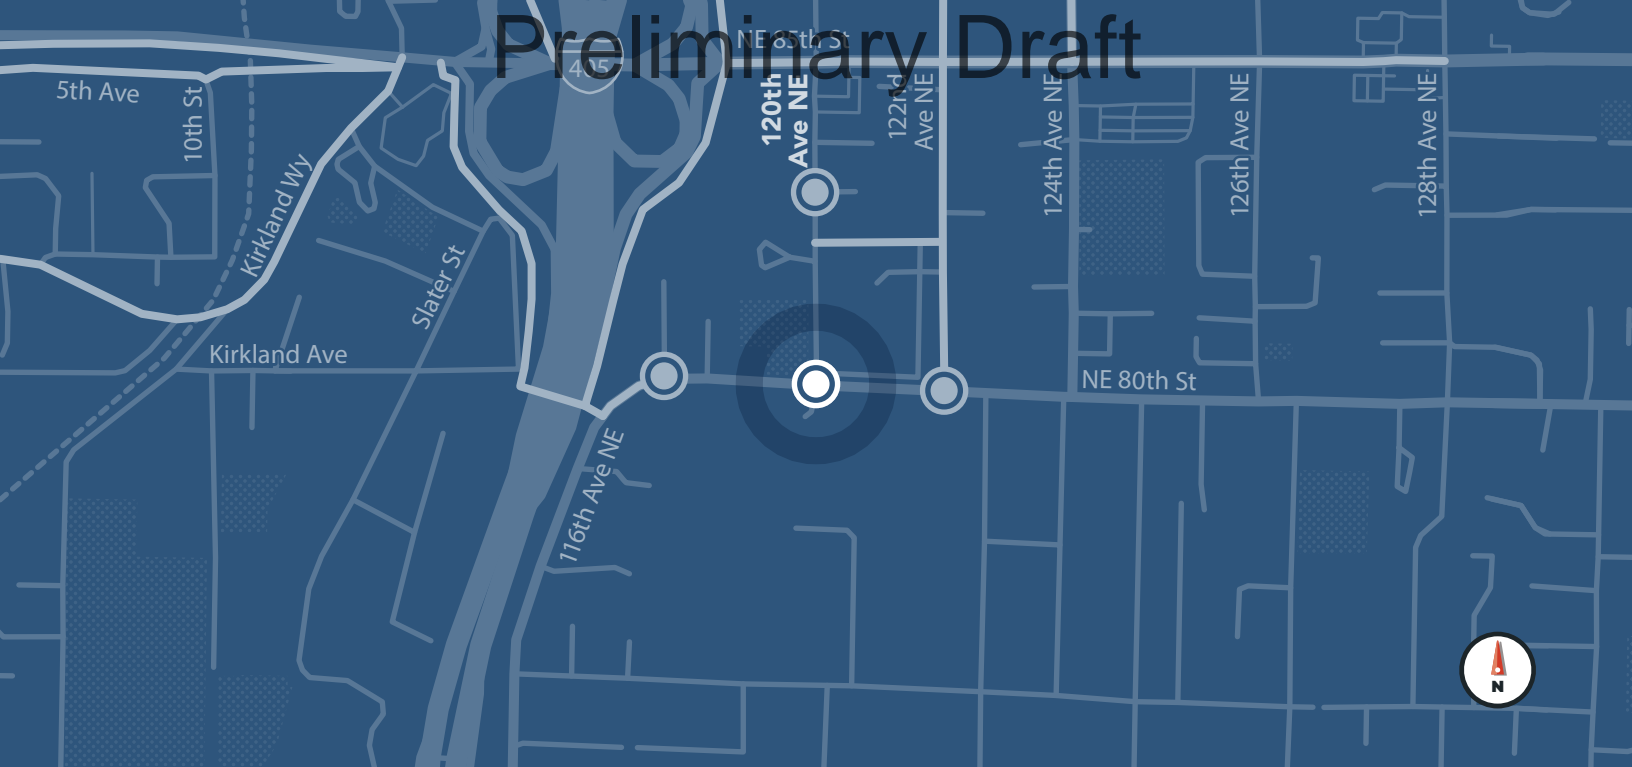 Preliminary Draft
NE 85th St
405
5th Ave
10th St
Kirkland Wy
120th
Ave NE
122nd
Ave NE
124th Ave NE
126th Ave NE
128th Ave NE
Slater St
Kirkland Ave
NE 80th St
116th Ave NE
N